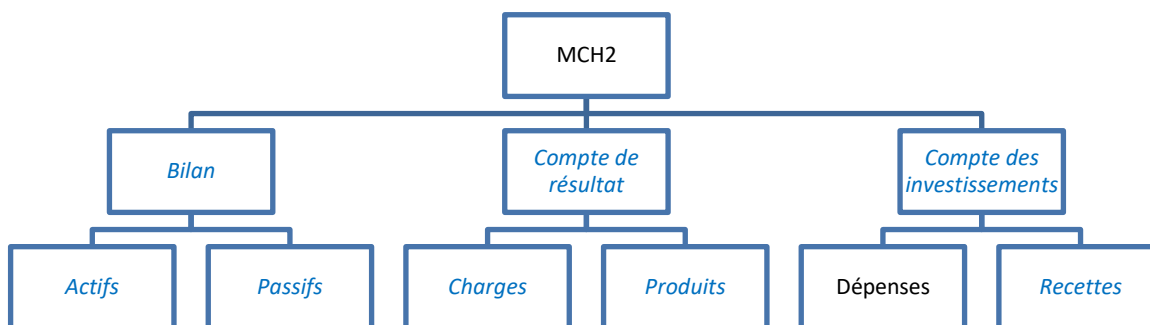 MCH2
Bilan
Compte de
résultat
Compte des
investissements
Actifs
Passifs
Charges
Produits
Dépenses
Recettes